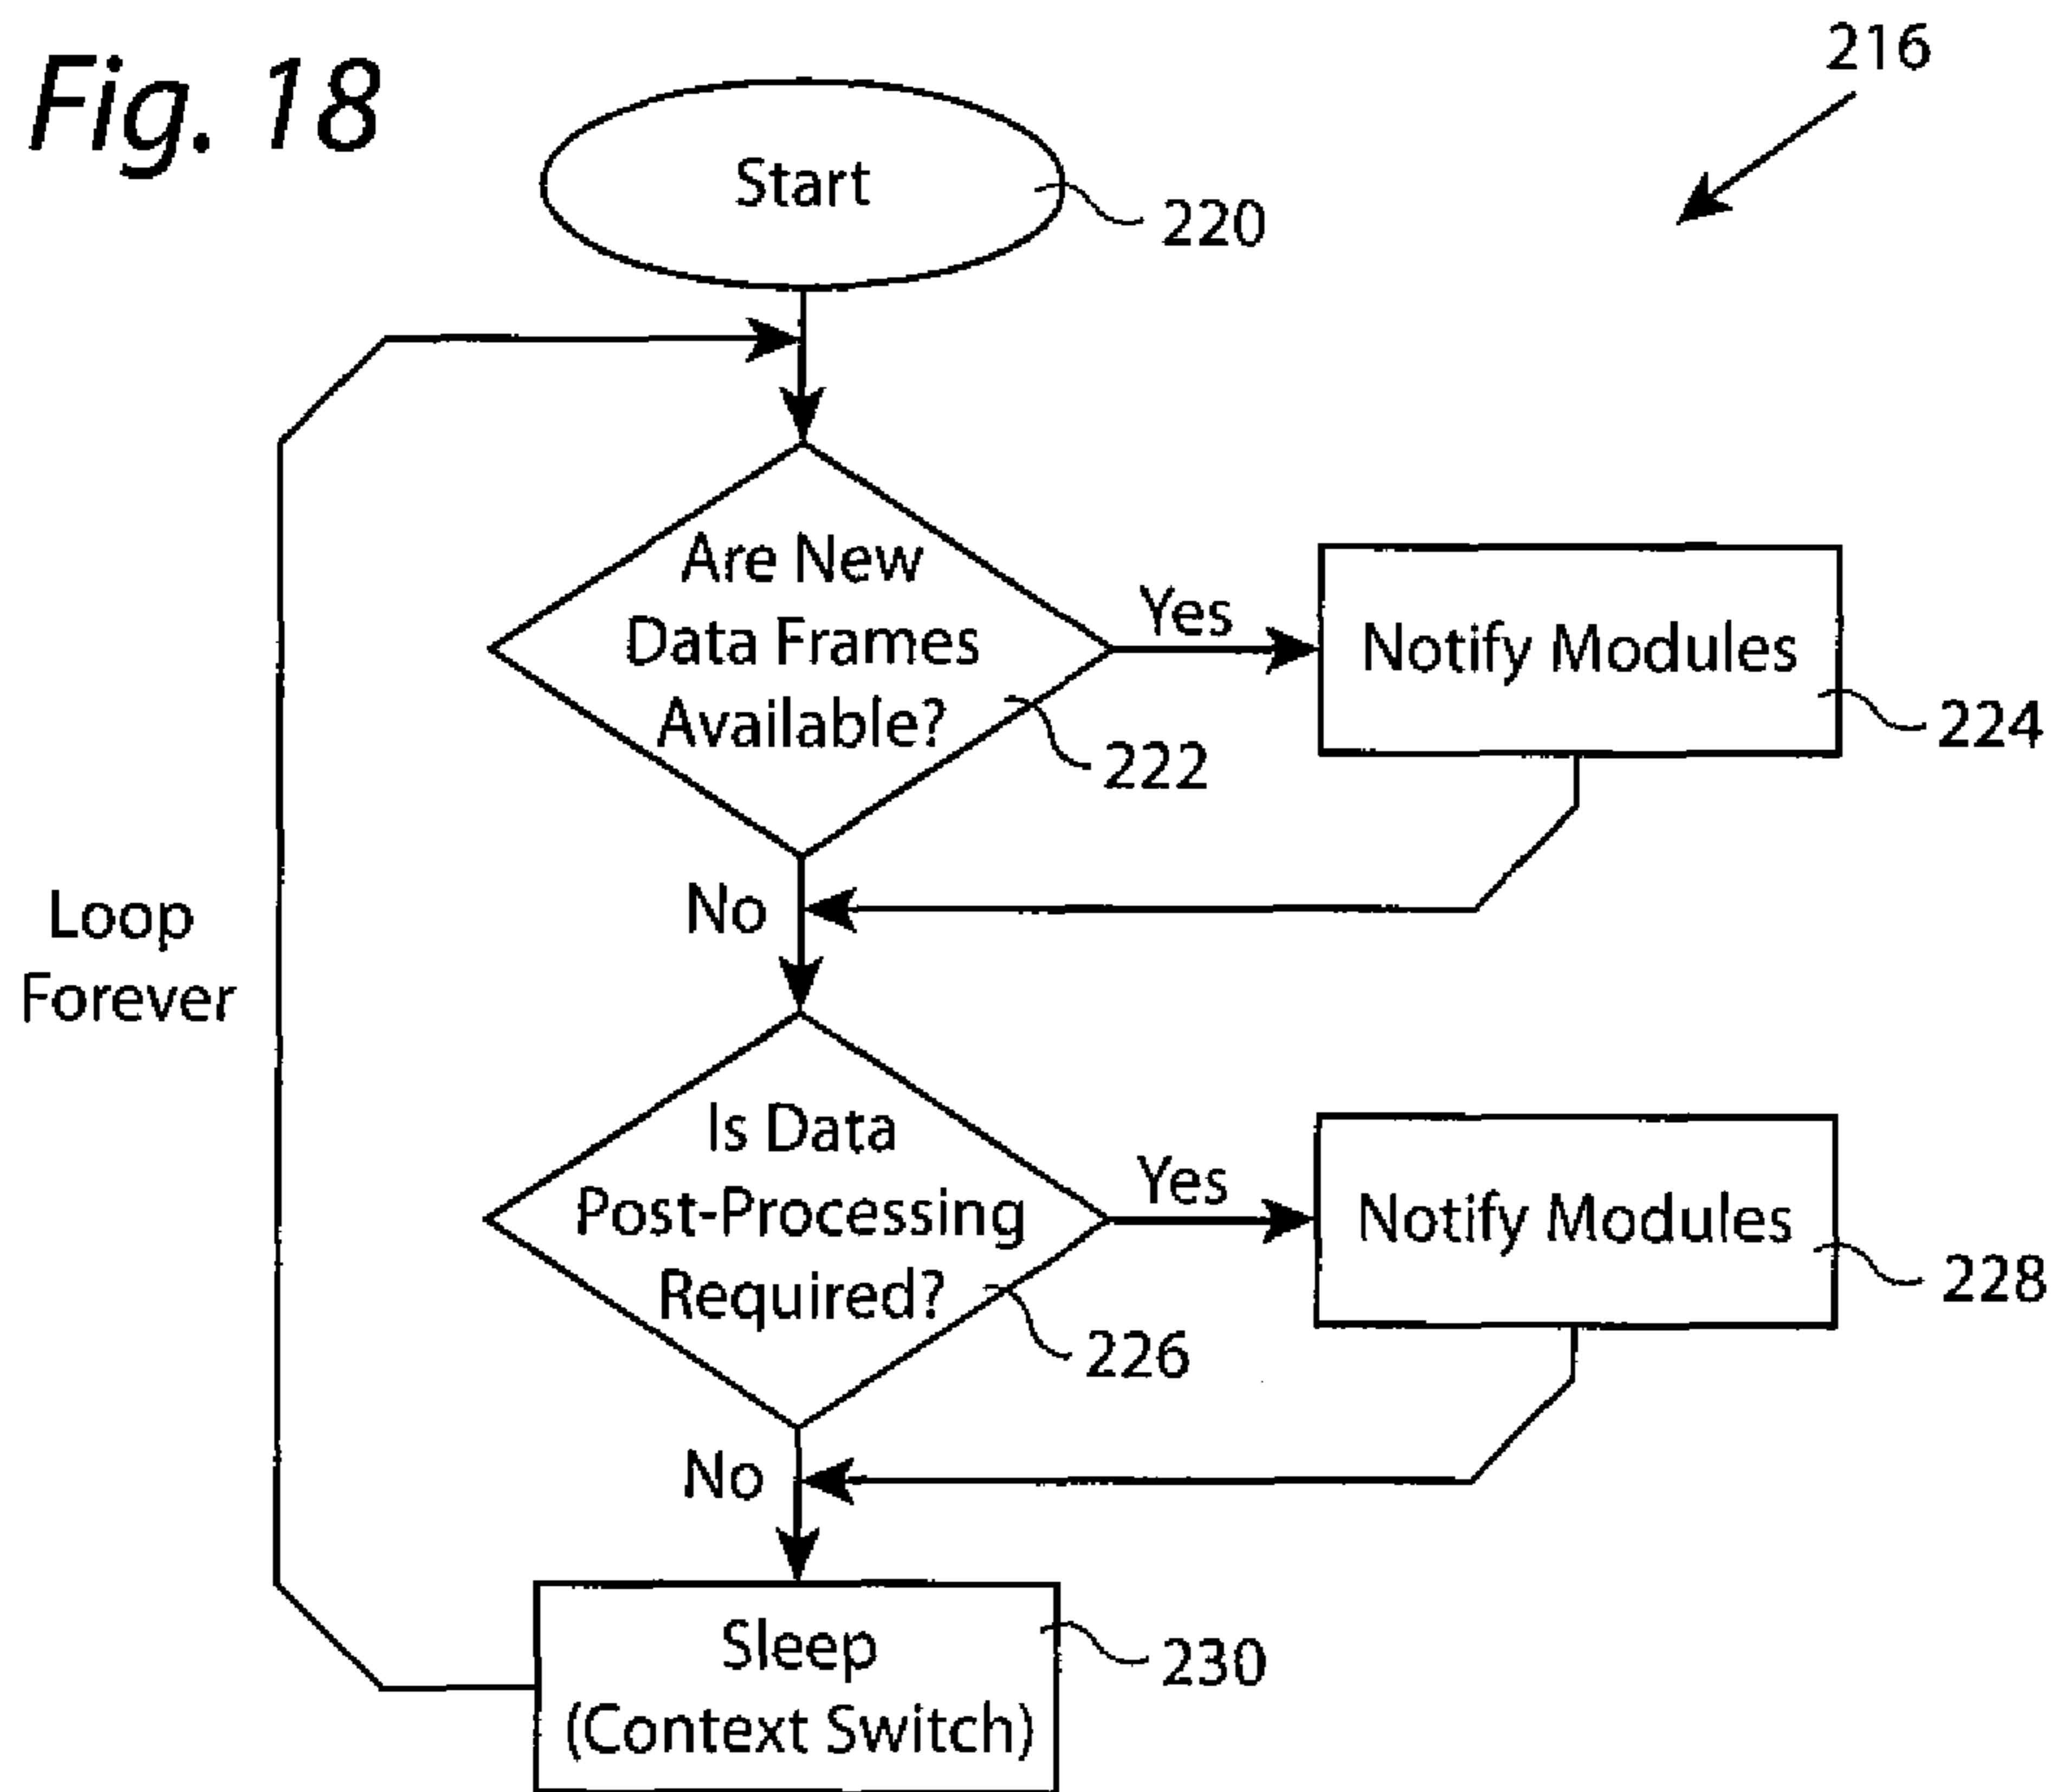 Fig. 18
216
Start
220
Are New
Data Frames
Available?
222
Yes
Notify Modules
224
No
Loop
Forever
Is Data
Post-Processing
Required?
226
Yes
Notify Modules
228
No
Sleep
(Context Switch)
230